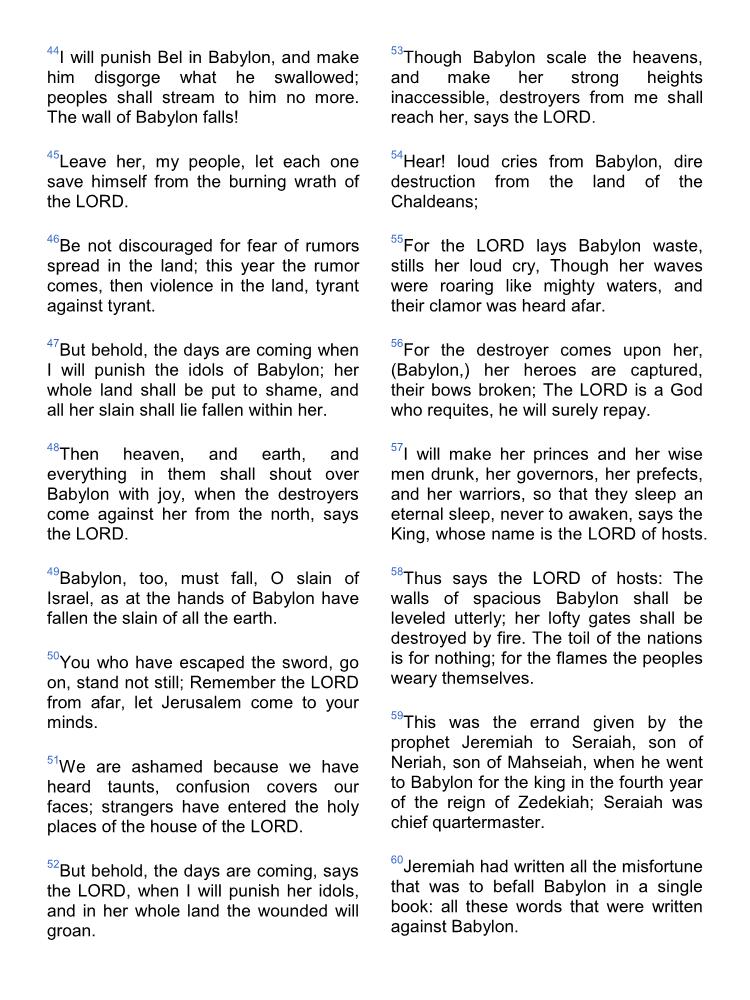 44I will punish Bel in Babylon, and make
him disgorge what he swallowed;
peoples shall stream to him no more.
The wall of Babylon falls!
45Leave her, my people, let each one
save himself from the burning wrath of
the LORD.
46Be not discouraged for fear of rumors
spread in the land; this year the rumor
comes, then violence in the land, tyrant
against tyrant.
47But behold, the days are coming when
I will punish the idols of Babylon; her
whole land shall be put to shame, and
all her slain shall lie fallen within her.
48Then heaven, and earth, and
everything in them shall shout over
Babylon with joy, when the destroyers
come against her from the north, says
the LORD.
49Babylon, too, must fall, O slain of
Israel, as at the hands of Babylon have
fallen the slain of all the earth.
50You who have escaped the sword, go
on, stand not still; Remember the LORD
from afar, let Jerusalem come to your
minds.
51We are ashamed because we have
heard taunts, confusion covers our
faces; strangers have entered the holy
places of the house of the LORD.
52But behold, the days are coming, says
the LORD, when I will punish her idols,
and in her whole land the wounded will
groan.
53Though Babylon scale the heavens,
and make her strong heights
inaccessible, destroyers from me shall
reach her, says the LORD.
54Hear! loud cries from Babylon, dire
destruction from the land of the
Chaldeans;
55For the LORD lays Babylon waste,
stills her loud cry, Though her waves
were roaring like mighty waters, and
their clamor was heard afar.
56For the destroyer comes upon her,
(Babylon,) her heroes are captured,
their bows broken; The LORD is a God
who requites, he will surely repay.
57I will make her princes and her wise
men drunk, her governors, her prefects,
and her warriors, so that they sleep an
eternal sleep, never to awaken, says the
King, whose name is the LORD of hosts.
58Thus says the LORD of hosts: The
walls of spacious Babylon shall be
leveled utterly; her lofty gates shall be
destroyed by fire. The toil of the nations
is for nothing; for the flames the peoples
weary themselves.
59This was the errand given by the
prophet Jeremiah to Seraiah, son of
Neriah, son of Mahseiah, when he went
to Babylon for the king in the fourth year
of the reign of Zedekiah; Seraiah was
chief quartermaster.
60Jeremiah had written all the misfortune
that was to befall Babylon in a single
book: all these words that were written
against Babylon.